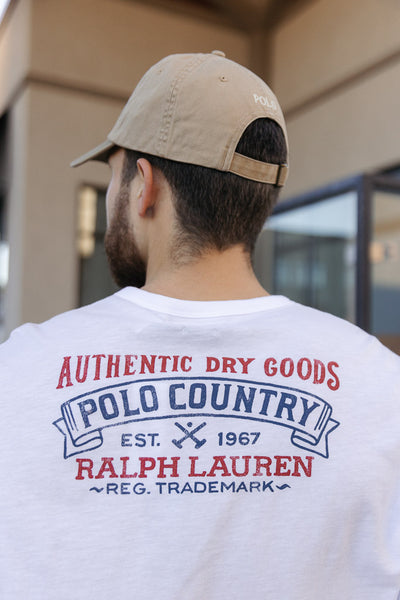 POLO
AUTHENTIC DRY GOODS
POLO COUNTRY
EST. 1967
RALPH LAUREN
~REG. TRADEMARK~